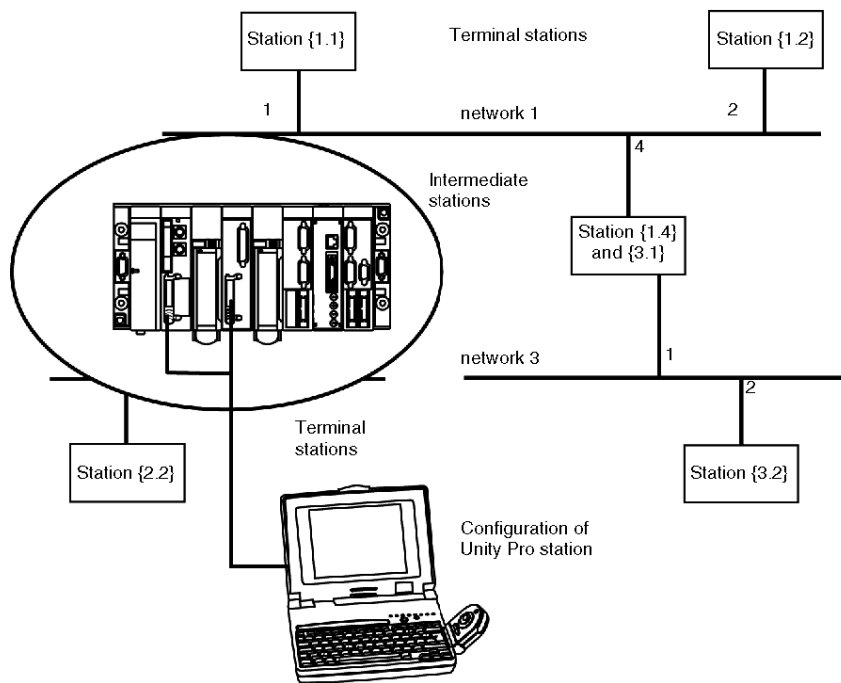 Station {1.1}
Terminal stations
Station {1.2}
1
network 1
2
4
Intermediate
stations
Station {1.4}
and {3.1}
network 3
1
2
Terminal
stations
Station {2.2}
Station {3.2}
Configuration of
Unity Pro station